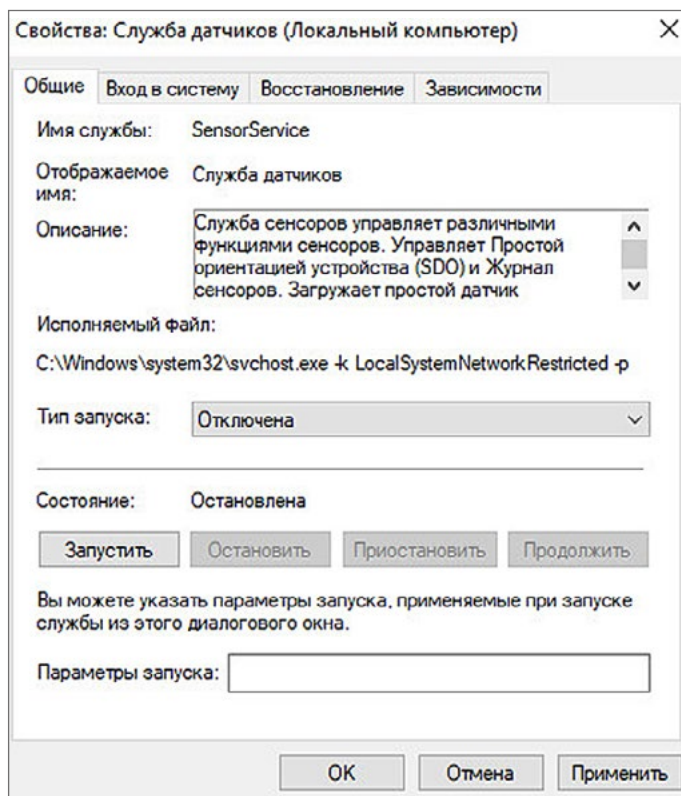 Свойства: Служба датчиков (Локальный компьютер)
Общие Вход в систему Восстановление Зависимости
Имя службы: SensorService
Отображаемое имя: Служба датчиков
Описание: Служба сенсоров управляет различными
функциями сенсоров. Управляет Простой
ориентацией устройства (SDO) и Журнал
сенсоров. Загружает простой датчик
Исполняемый файл:
C:\Windows\system32\svchost.exe -k LocalSystemNetworkRestricted -p
Тип запуска: Отключена
Состояние: Остановлена
Запустить Остановить Приостановить Продолжить
Вы можете указать параметры запуска, применяемые при запуске
службы из этого диалогового окна.
Параметры запуска:
OK Отмена Применить